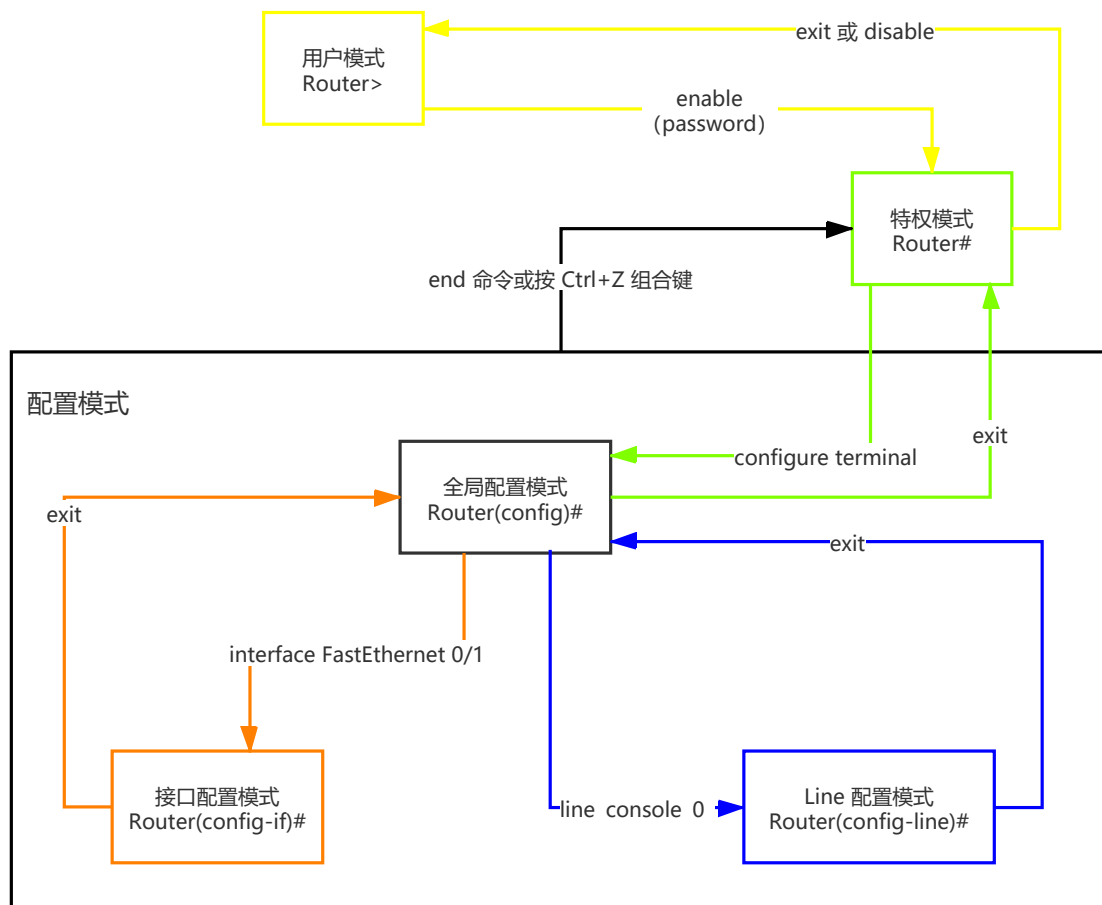 exit 或 disable
用户模式
Router>
enable
（password）
特权模式
Router#
end 命令或按 Ctrl+Z 组合键
配置模式
exit
configure terminal
全局配置模式
Router(config)#
exit
exit
interface FastEthernet 0/1
接口配置模式
Router(config-if)#
line console 0
Line 配置模式
Router(config-line)#